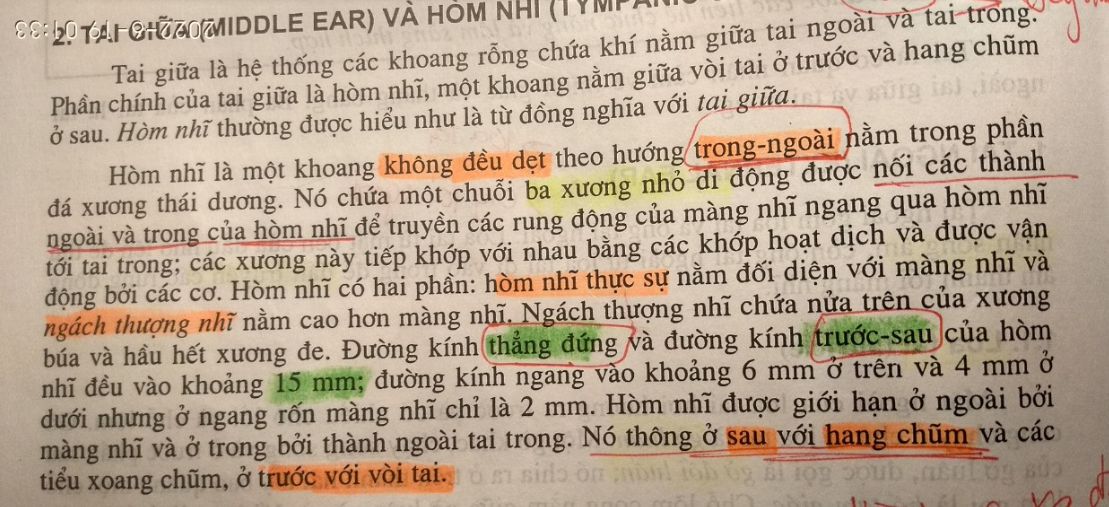 2. TAI GIỮA (MIDDLE EAR) VÀ HÒM NHĨ
Tai giữa là hệ thống các khoang rỗng chứa khí nằm giữa tai ngoài và tai trong.
Phần chính của tai giữa là hòm nhĩ, một khoang nằm giữa vòi tai ở trước và hang chũm
ở sau. Hòm nhĩ thường được hiểu như là từ đồng nghĩa với tai giữa.
Hòm nhĩ là một khoang không đều dẹt theo hướng trong-ngoài nằm trong phần
đá xương thái dương. Nó chứa một chuỗi ba xương nhỏ di động được nối các thành
ngoài và trong của hòm nhĩ để truyền các rung động của màng nhĩ ngang qua hòm nhĩ
tới tai trong; các xương này tiếp khớp với nhau bằng các khớp hoạt dịch và được vận
động bởi các cơ. Hòm nhĩ có hai phần: hòm nhĩ thực sự nằm đối diện với màng nhĩ và
ngách thượng nhĩ nằm cao hơn màng nhĩ. Ngách thượng nhĩ chứa nửa trên của xương
búa và hầu hết xương đe. Đường kính thẳng đứng và đường kính trước-sau của hòm
nhĩ đều vào khoảng 15 mm; đường kính ngang vào khoảng 6 mm ở trên và 4 mm ở
dưới nhưng ở ngang rốn màng nhĩ chỉ là 2 mm. Hòm nhĩ được giới hạn ở ngoài bởi
màng nhĩ và ở trong bởi thành ngoài tai trong. Nó thông ở sau với hang chũm và các
tiểu xoang chũm, ở trước với vòi tai.